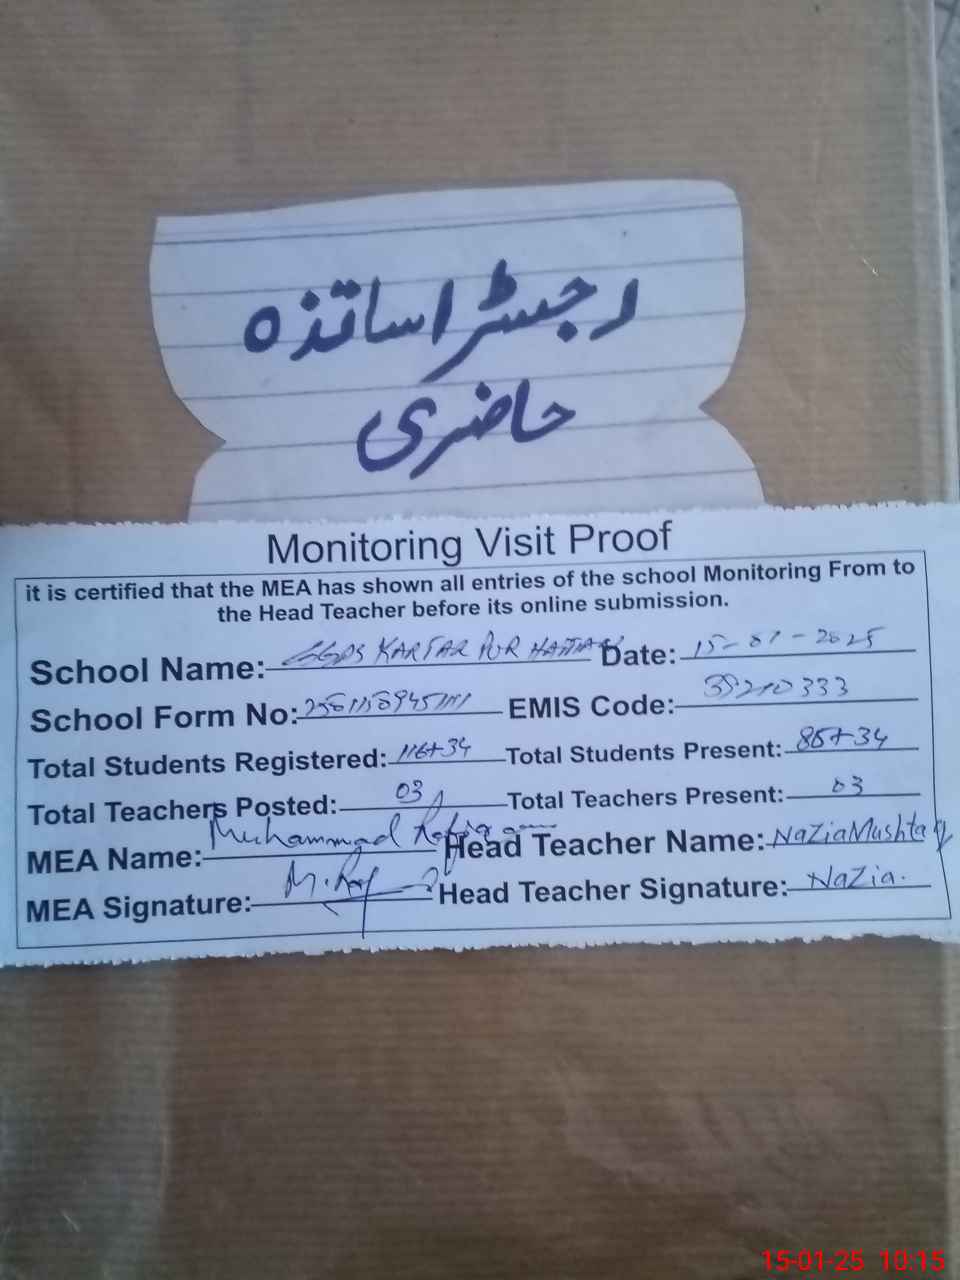 رجسٹر اساتذہ
حاضری
Monitoring Visit Proof
it is certified that the MEA has shown all entries of the school Monitoring From to
the Head Teacher before its online submission.
School Name: GGPS KARTAR PUR Date: 15-01-2025
School Form No: EMIS Code:
Total Students Registered: 116+34 Total Students Present: 85+34
Total Teachers Posted: 03 Total Teachers Present: 03
MEA Name: Muhammad Head Teacher Name: Nazia Mushtaq
MEA Signature: Head Teacher Signature: Nazia.
15-01-25 10:15